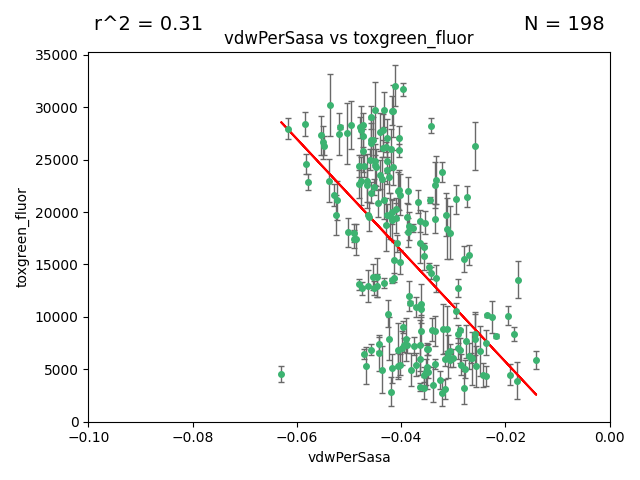 r^2 = 0.31
N = 198
vdwPerSasa vs toxgreen_fluor
35000
30000
25000
20000
15000
10000
5000
0
toxgreen_fluor
−0.10
−0.08
−0.06
−0.04
−0.02
0.00
vdwPerSasa